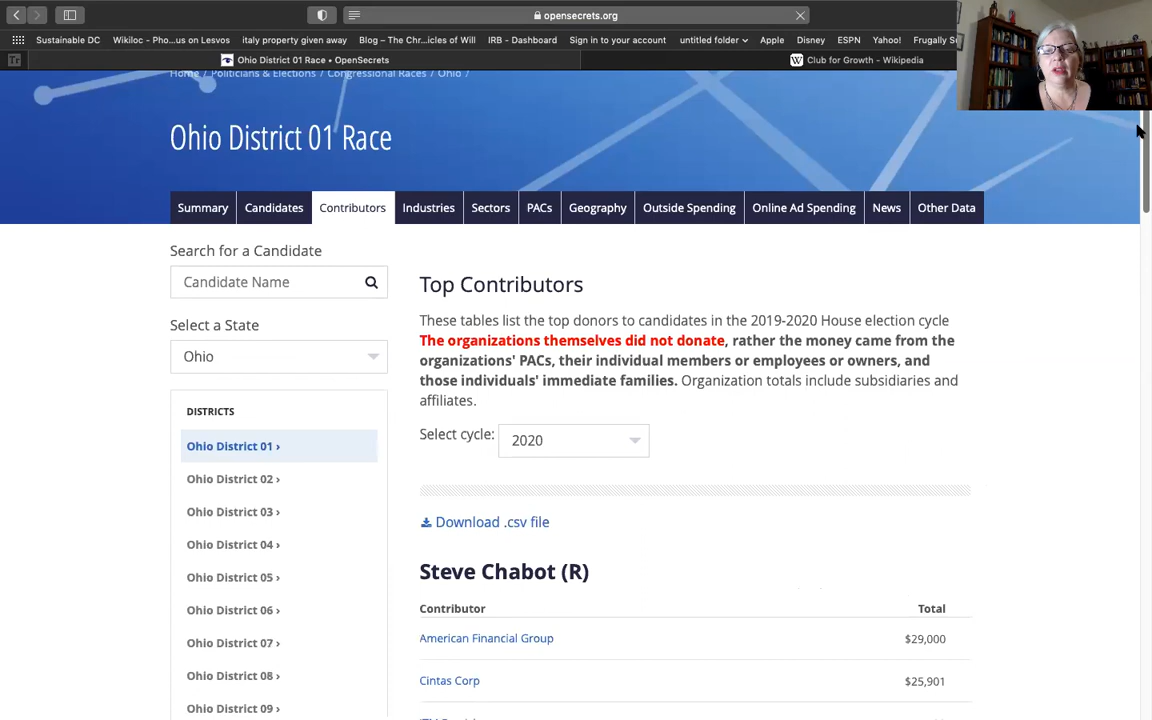 opensecrets.org
Sustainable DC Wikiloc - Pho...us on Lesvos italy property given away Blog – The Chr...icles of Will IRB - Dashboard Sign in to your account untitled folder Apple Disney ESPN Yahoo! Frugally
Ohio District 01 Race • OpenSecrets W Club for Growth - Wikipedia
Home / Politicians & Elections / Congressional Races / Ohio /
Ohio District 01 Race
Summary Candidates Contributors Industries Sectors PACs Geography Outside Spending Online Ad Spending News Other Data
Search for a Candidate
Candidate Name
Select a State
Ohio
DISTRICTS
Ohio District 01 ›
Ohio District 02 ›
Ohio District 03 ›
Ohio District 04 ›
Ohio District 05 ›
Ohio District 06 ›
Ohio District 07 ›
Ohio District 08 ›
Ohio District 09 ›
Top Contributors
These tables list the top donors to candidates in the 2019-2020 House election cycle
The organizations themselves did not donate, rather the money came from the
organizations' PACs, their individual members or employees or owners, and
those individuals' immediate families. Organization totals include subsidiaries and
affiliates.
Select cycle: 2020
Download .csv file
Steve Chabot (R)
Contributor Total
American Financial Group $29,000
Cintas Corp $25,901